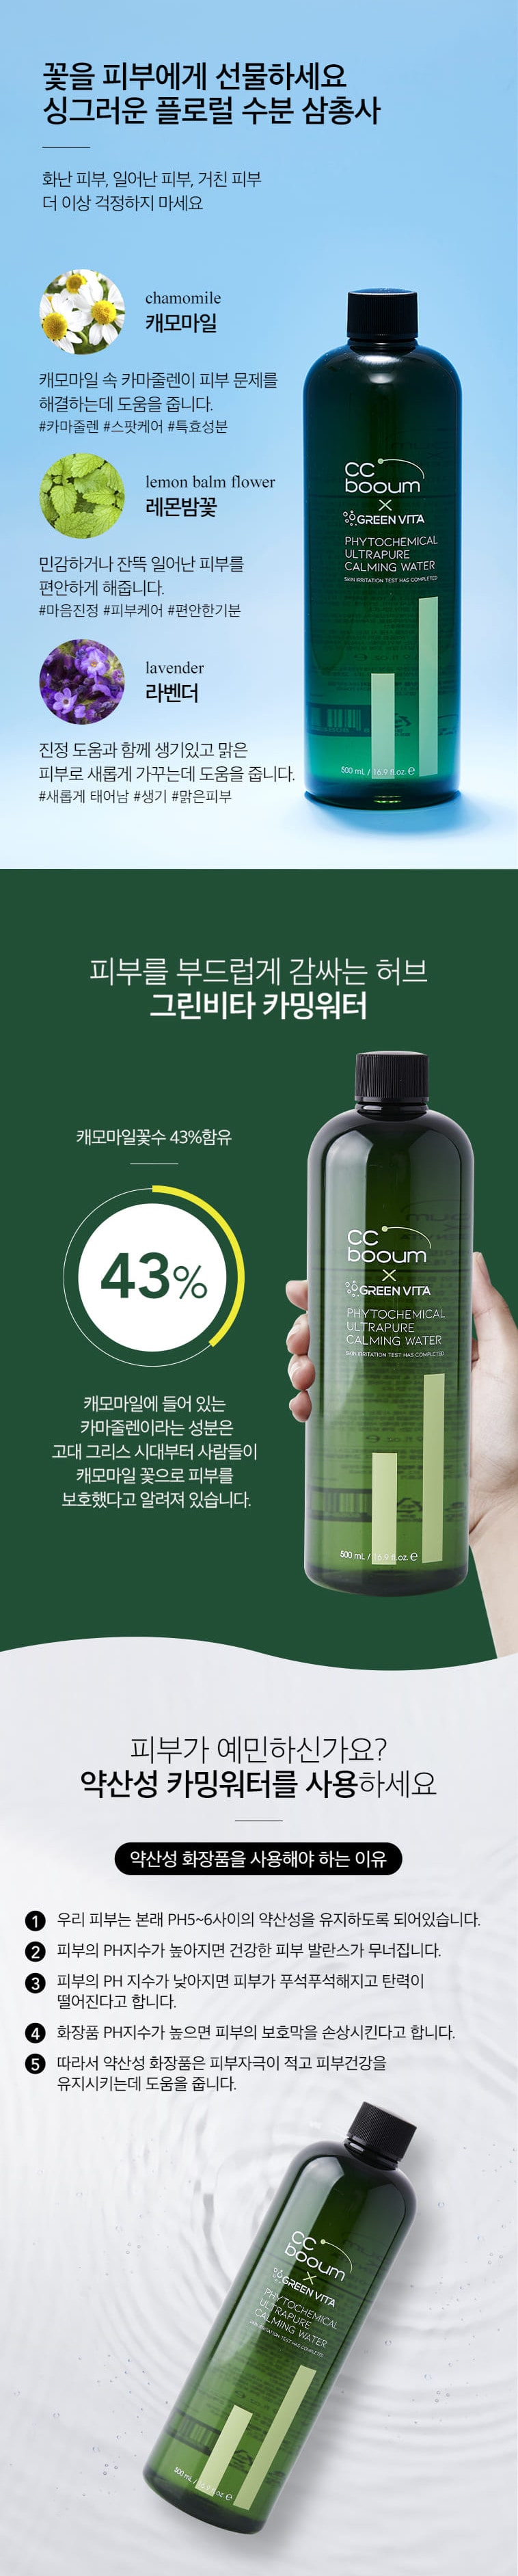 꽃을 피부에게 선물하세요
싱그러운 플로럴 수분 삼총사
화난 피부, 일어난 피부, 거친 피부
더 이상 걱정하지 마세요
chamomile
캐모마일
캐모마일 속 카마줄렌이 피부 문제를
해결하는데 도움을 줍니다.
#카마줄렌 #스팟케어 #특효성분
lemon balm flower
레몬밤꽃
민감하거나 잔뜩 일어난 피부를
편안하게 해줍니다.
#마음진정 #피부케어 #편안한기분
lavender
라벤더
진정 도움과 함께 생기있고 맑은
피부로 새롭게 가꾸는데 도움을 줍니다.
#새롭게 태어남 #생기 #맑은피부
CC
booum
X
GREEN VITA
PHYTOCHEMICAL
ULTRAPURE
CALMING WATER
SKIN IRRITATION TEST HAS COMPLETED
500 mL / 16.9 fl.oz. e
피부를 부드럽게 감싸는 허브
그린비타 카밍워터
캐모마일꽃수 43%함유
43%
캐모마일에 들어 있는
카마줄렌이라는 성분은
고대 그리스 시대부터 사람들이
캐모마일 꽃으로 피부를
보호했다고 알려져 있습니다.
CC
booum
X
GREEN VITA
PHYTOCHEMICAL
ULTRAPURE
CALMING WATER
SKIN IRRITATION TEST HAS COMPLETED
500 mL / 16.9 fl.oz. e
피부가 예민하신가요?
약산성 카밍워터를 사용하세요
약산성 화장품을 사용해야 하는 이유
1 우리 피부는 본래 PH5~6사이의 약산성을 유지하도록 되어있습니다.
2 피부의 PH지수가 높아지면 건강한 피부 발란스가 무너집니다.
3 피부의 PH 지수가 낮아지면 피부가 푸석푸석해지고 탄력이
떨어진다고 합니다.
4 화장품 PH지수가 높으면 피부의 보호막을 손상시킨다고 합니다.
5 따라서 약산성 화장품은 피부자극이 적고 피부건강을
유지시키는데 도움을 줍니다.
CC
booum
X
GREEN VITA
PHYTOCHEMICAL
ULTRAPURE
CALMING WATER
SKIN IRRITATION TEST HAS COMPLETED
500 mL / 16.9 fl.oz. e